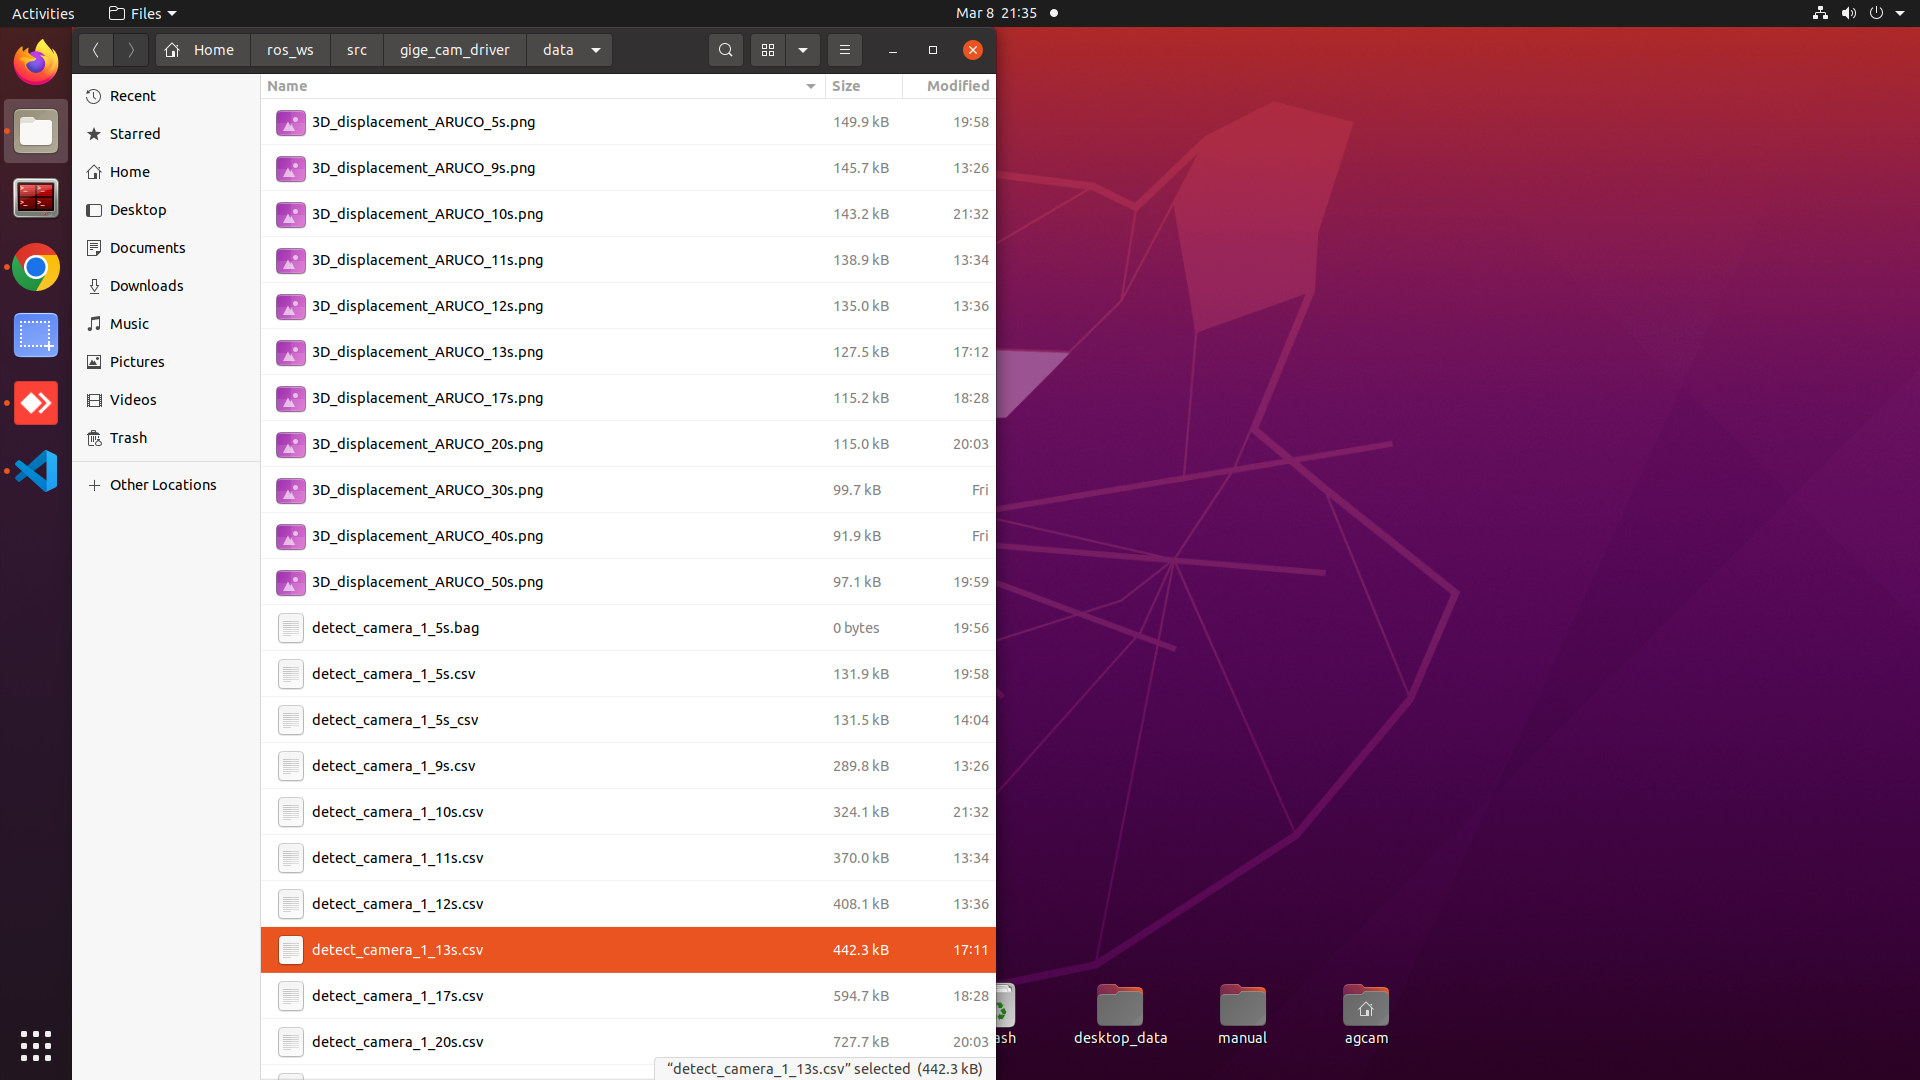 Activities
Files
Mar 8 21:35
Home
ros_ws
src
gige_cam_driver
data
Recent
Starred
Home
Desktop
Documents
Downloads
Music
Pictures
Videos
Trash
Other Locations
Name Size Modified
3D_displacement_ARUCO_5s.png 149.9 kB 19:58
3D_displacement_ARUCO_9s.png 145.7 kB 13:26
3D_displacement_ARUCO_10s.png 143.2 kB 21:32
3D_displacement_ARUCO_11s.png 138.9 kB 13:34
3D_displacement_ARUCO_12s.png 135.0 kB 13:36
3D_displacement_ARUCO_13s.png 127.5 kB 17:12
3D_displacement_ARUCO_17s.png 115.2 kB 18:28
3D_displacement_ARUCO_20s.png 115.0 kB 20:03
3D_displacement_ARUCO_30s.png 99.7 kB Fri
3D_displacement_ARUCO_40s.png 91.9 kB Fri
3D_displacement_ARUCO_50s.png 97.1 kB 19:59
detect_camera_1_5s.bag 0 bytes 19:56
detect_camera_1_5s.csv 131.9 kB 19:58
detect_camera_1_5s_csv 131.5 kB 14:04
detect_camera_1_9s.csv 289.8 kB 13:26
detect_camera_1_10s.csv 324.1 kB 21:32
detect_camera_1_11s.csv 370.0 kB 13:34
detect_camera_1_12s.csv 408.1 kB 13:36
detect_camera_1_13s.csv 442.3 kB 17:11
detect_camera_1_17s.csv 594.7 kB 18:28
detect_camera_1_20s.csv 727.7 kB 20:03
“detect_camera_1_13s.csv” selected (442.3 kB)
ash
desktop_data
manual
agcam